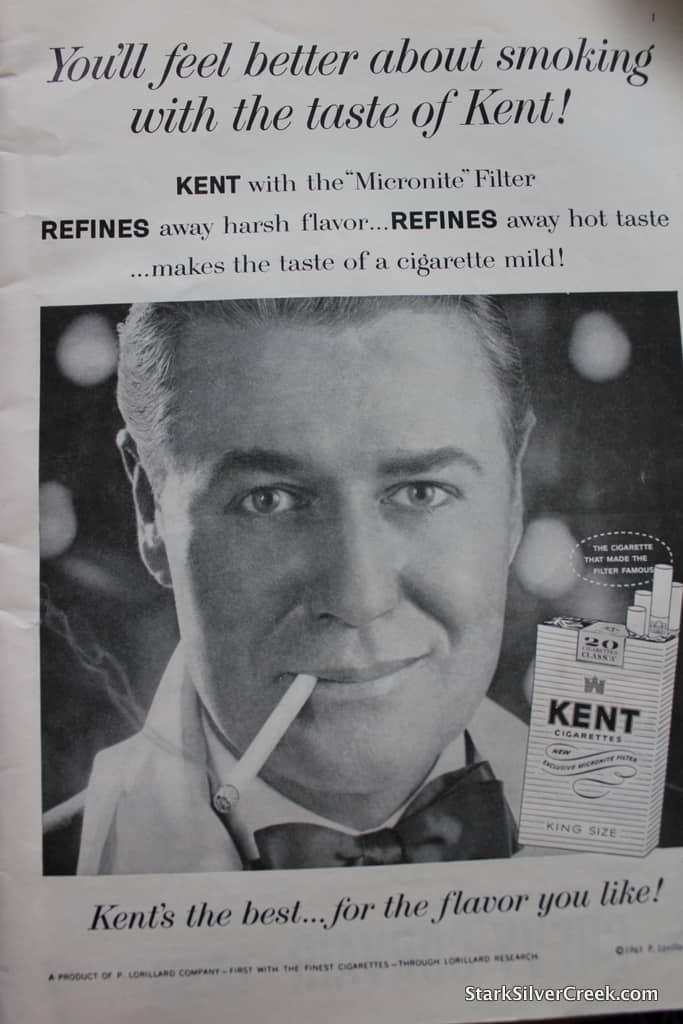 You'll feel better about smoking
with the taste of Kent!
KENT with the "Micronite" Filter
REFINES away harsh flavor...REFINES away hot taste
...makes the taste of a cigarette mild!
THE CIGARETTE
THAT MADE THE
FILTER FAMOUS
20
CIGARETTES
CLASS A
KENT
CIGARETTES
NEW
EXCLUSIVE MICRONITE FILTER
KING SIZE
Kent's the best...for the flavor you like!
A PRODUCT OF P. LORILLARD COMPANY—FIRST WITH THE FINEST CIGARETTES—THROUGH LORILLARD RESEARCH
© 1961 P.
StarkSilverCreek.com